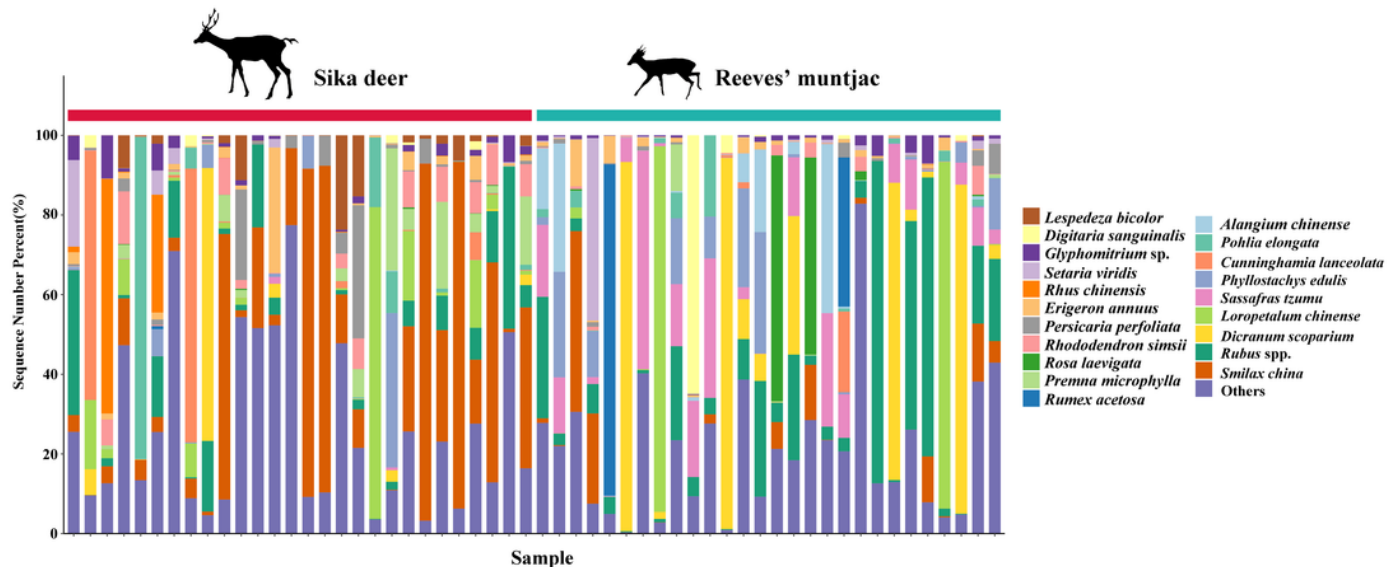 Sika deer
Reeves’ muntjac
Sequence Number Percent(%)
100
80
60
40
20
0
Sample
Lespedeza bicolor
Digitaria sanguinalis
Glyphomitrium sp.
Setaria viridis
Rhus chinensis
Erigeron annuus
Persicaria perfoliata
Rhododendron simsii
Rosa laevigata
Premna microphylla
Rumex acetosa
Alangium chinense
Pohlia elongata
Cunninghamia lanceolata
Phyllostachys edulis
Sassafras tzumu
Loropetalum chinense
Dicranum scoparium
Rubus spp.
Smilax china
Others